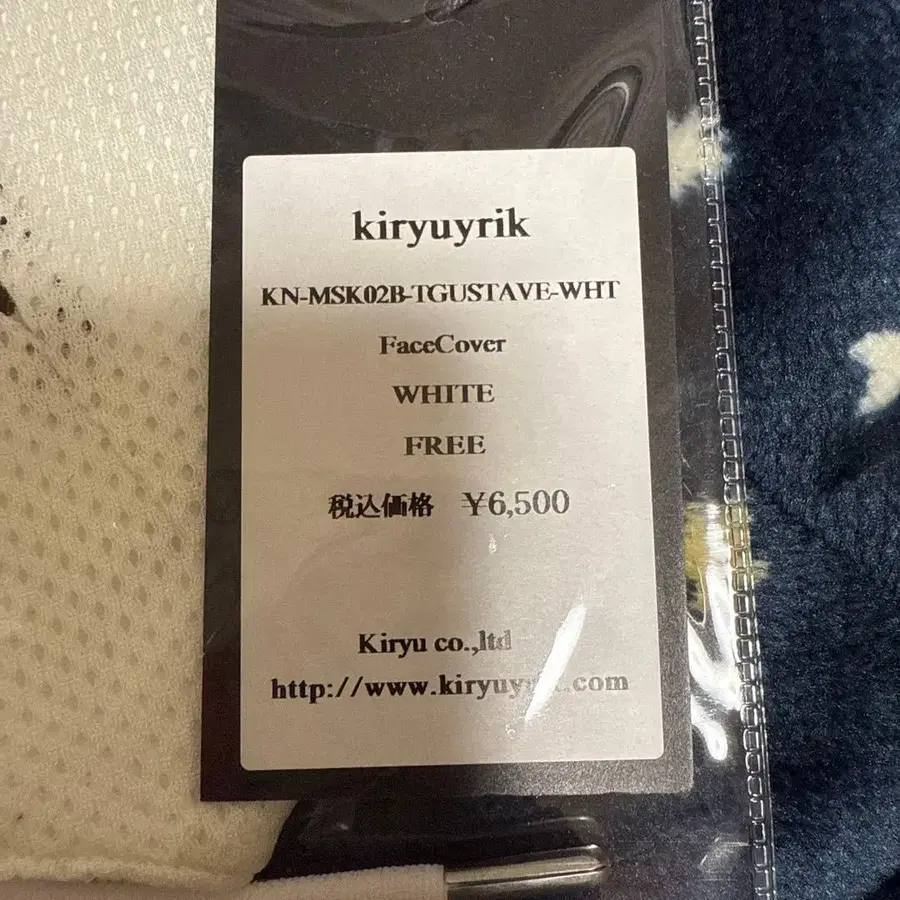 kiryuyrik
KN-MSK02B-TGUSTAVE-WHT
FaceCover
WHITE
FREE
税込価格 ¥6,500
Kiryu co.,ltd